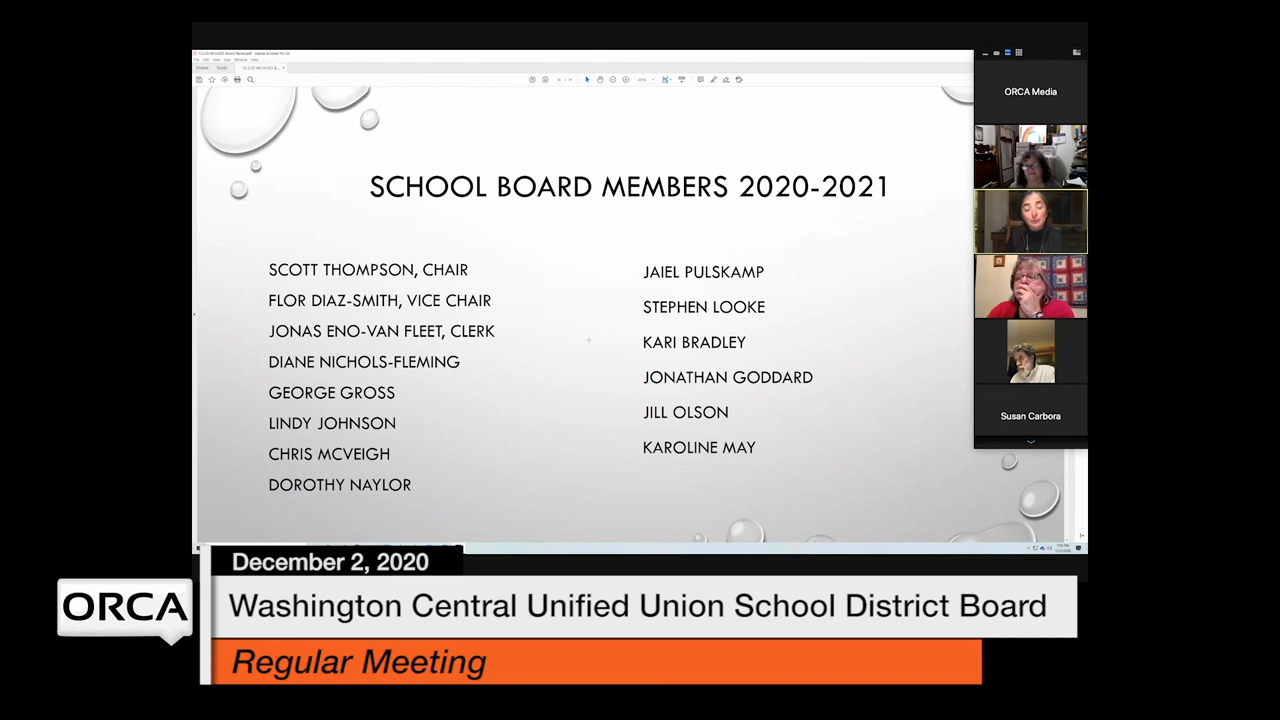 Home Tools
SCHOOL BOARD MEMBERS 2020-2021
SCOTT THOMPSON, CHAIR
FLOR DIAZ-SMITH, VICE CHAIR
JONAS ENO-VAN FLEET, CLERK
DIANE NICHOLS-FLEMING
GEORGE GROSS
LINDY JOHNSON
CHRIS MCVEIGH
DOROTHY NAYLOR
JAIEL PULSKAMP
STEPHEN LOOKE
KARI BRADLEY
JONATHAN GODDARD
JILL OLSON
KAROLINE MAY
ORCA Media
Susan Carbora
December 2, 2020
ORCA
Washington Central Unified Union School District Board
Regular Meeting